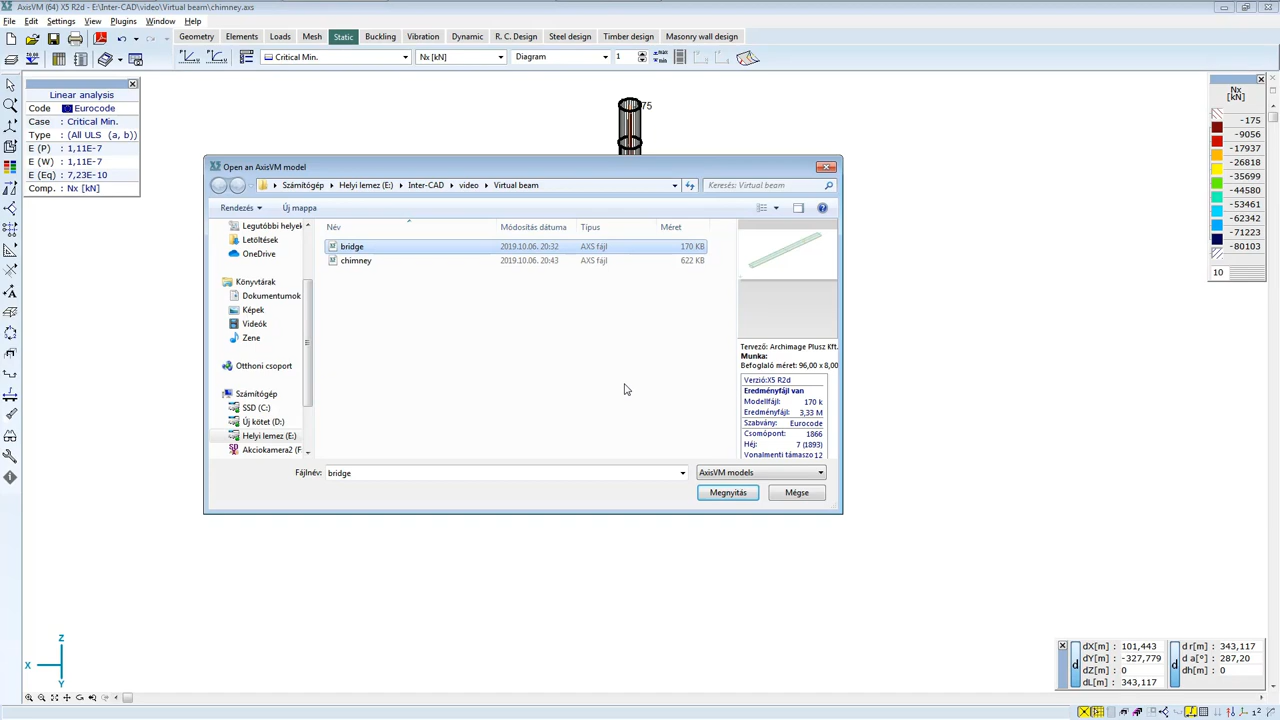 AxisVM (64) X5 R2d - E:\Inter-CAD\video\Virtual beam\chimney.axs
File Edit Settings View Plugins Window Help
Geometry Elements Loads Mesh Static Buckling Vibration Dynamic R. C. Design Steel design Timber design Masonry wall design
Critical Min. Nx [kN] Diagram 1
Linear analysis
Code Eurocode
Case : Critical Min.
Type : (All ULS (a, b))
E (P) : 1,11E-7
E (W) : 1,11E-7
E (Eq) : 7,23E-10
Comp. : Nx [kN]
75
Nx
[kN]
-175
-9056
-17937
-26818
-35699
-44580
-53461
-62342
-71223
-80103
10
Open an AxisVM model
Számítógép Helyi lemez (E:) Inter-CAD video Virtual beam
Keresés: Virtual beam
Rendezés Új mappa
Legutóbbi helyek
Letöltések
OneDrive
Könyvtárak
Dokumentumok
Képek
Videók
Zene
Otthoni csoport
Számítógép
SSD (C:)
Új kötet (D:)
Helyi lemez (E:)
Akciokamera2 (F
Név Módosítás dátuma Típus Méret
bridge 2019.10.06. 20:32 AXS fájl 170 KB
chimney 2019.10.06. 20:43 AXS fájl 622 KB
Tervező: Archimage Plusz Kft.
Munka:
Befoglaló méret: 96,00 x 8,00
Verzió:X5 R2d
Eredményfájl van
Modellfájl: 170 k
Eredményfájl: 3,33 M
Szabvány: Eurocode
Csomópont: 1866
Héj: 7 (1893)
Vonalmenti támasz: 12
Fájlnév: bridge
AxisVM models
Megnyitás Mégse
Z
X
Y
dX[m] : 101,443
dY[m] : -327,779
dZ[m] : 0
dL[m] : 343,117
d r[m] : 343,117
d a[°] : 287,20
dh[m] : 0